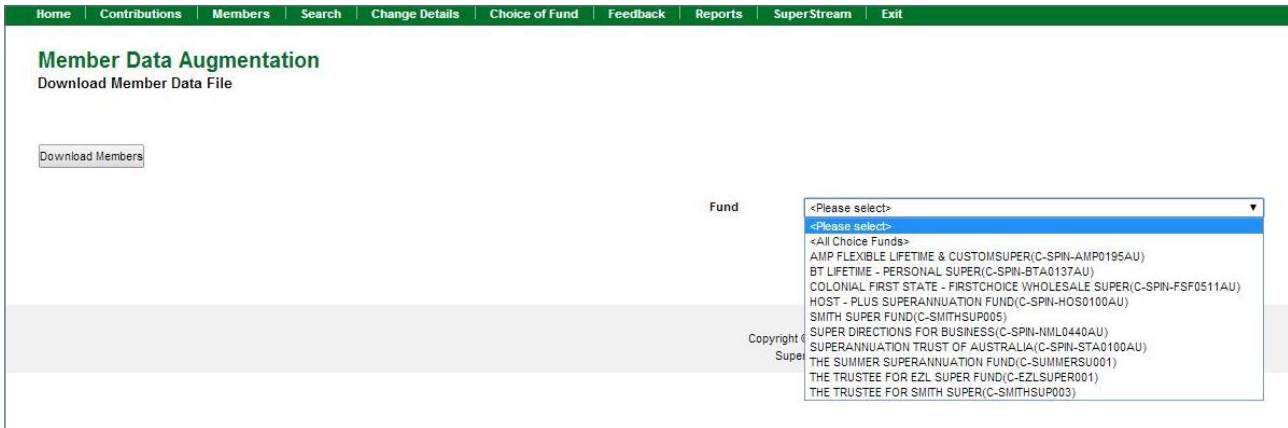 Home | Contributions | Members | Search | Change Details | Choice of Fund | Feedback | Reports | SuperStream | Exit
Member Data Augmentation
Download Member Data File
Download Members
Fund <Please select>
<Please select>
<All Choice Funds>
AMP FLEXIBLE LIFETIME & CUSTOMSUPER(C-SPIN-AMP0195AU)
BT LIFETIME - PERSONAL SUPER(C-SPIN-BTA0137AU)
COLONIAL FIRST STATE - FIRSTCHOICE WHOLESALE SUPER(C-SPIN-FSF0511AU)
HOST - PLUS SUPERANNUATION FUND(C-SPIN-HOS0100AU)
SMITH SUPER FUND(C-SMITHSUP005)
SUPER DIRECTIONS FOR BUSINESS(C-SPIN-NML0440AU)
SUPERANNUATION TRUST OF AUSTRALIA(C-SPIN-STA0100AU)
THE SUMMER SUPERANNUATION FUND(C-SUMMERSU001)
THE TRUSTEE FOR EZL SUPER FUND(C-EZLSUPER001)
THE TRUSTEE FOR SMITH SUPER(C-SMITHSUP003)
Copyright
Super